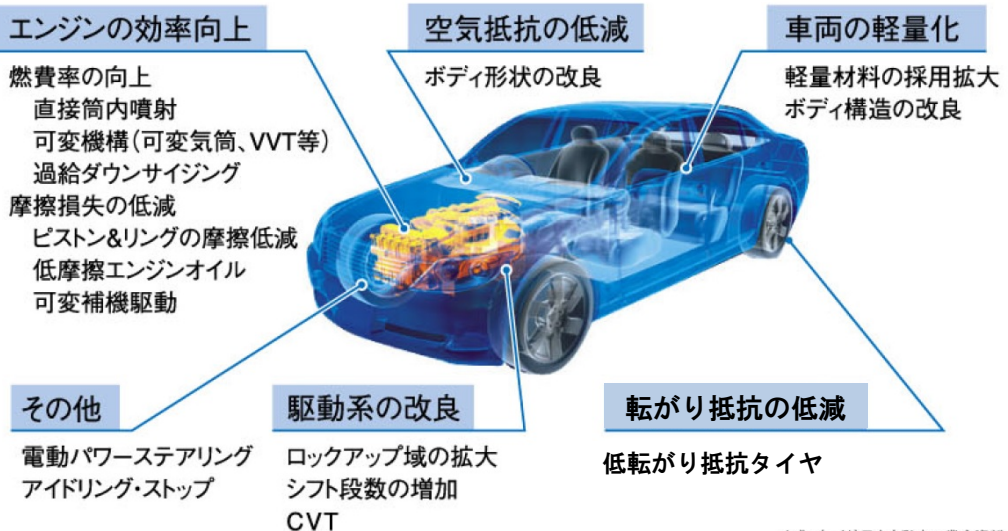 エンジンの効率向上
燃費率の向上
直接筒内噴射
可変機構(可変気筒、VVT等)
過給ダウンサイジング
摩擦損失の低減
ピストン&リングの摩擦低減
低摩擦エンジンオイル
可変補機駆動
空気抵抗の低減
ボディ形状の改良
車両の軽量化
軽量材料の採用拡大
ボディ構造の改良
その他
電動パワーステアリング
アイドリング・ストップ
駆動系の改良
ロックアップ域の拡大
シフト段数の増加
CVT
転がり抵抗の低減
低転がり抵抗タイヤ